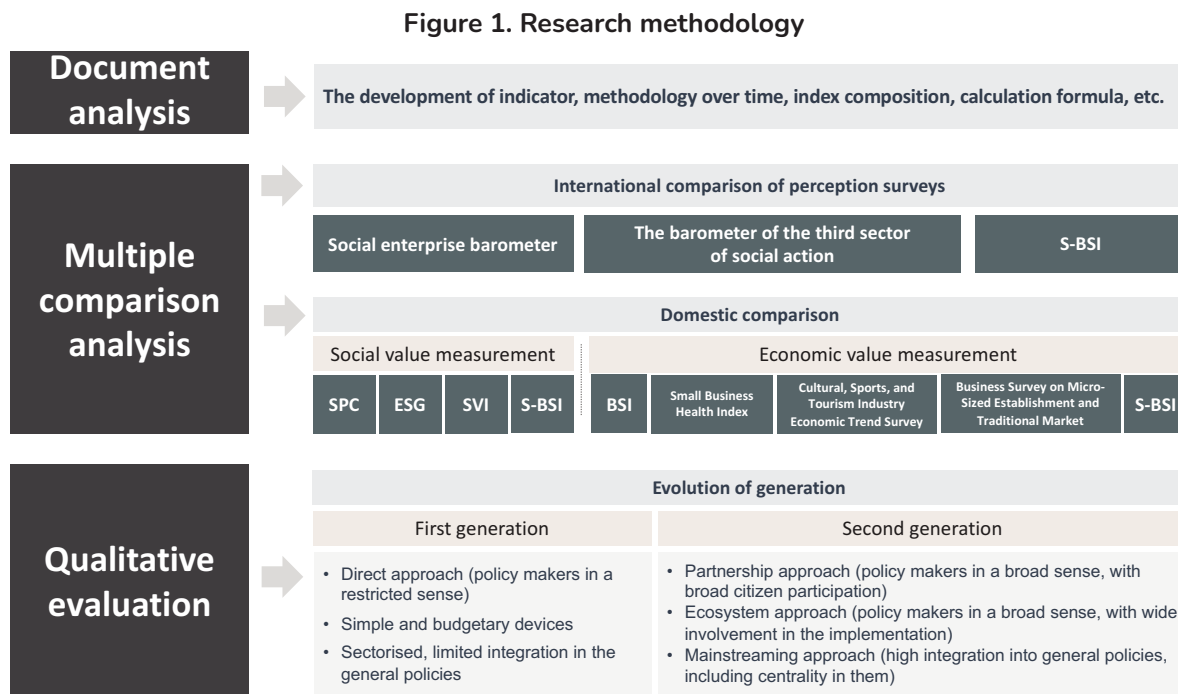 Figure 1. Research methodology
Document
analysis
The development of indicator, methodology over time, index composition, calculation formula, etc.
Multiple
comparison
analysis
International comparison of perception surveys
Social enterprise barometer
The barometer of the third sector
of social action
S-BSI
Domestic comparison
Social value measurement
Economic value measurement
SPC
ESG
SVI
S-BSI
BSI
Small Business
Health Index
Cultural, Sports, and
Tourism Industry
Economic Trend Survey
Business Survey on Micro-
Sized Establishment and
Traditional Market
S-BSI
Qualitative
evaluation
Evolution of generation
First generation
Second generation
• Direct approach (policy makers in a
restricted sense)
• Simple and budgetary devices
• Sectorised, limited integration in the
general policies
• Partnership approach (policy makers in a broad sense, with
broad citizen participation)
• Ecosystem approach (policy makers in a broad sense, with wide
involvement in the implementation)
• Mainstreaming approach (high integration into general policies,
including centrality in them)